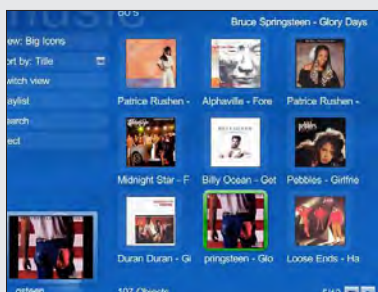 music
80's
Bruce Springsteen - Glory Days
ew: Big Icons
ort by: Title
witch view
aylist
earch
ect
Patrice Rushen -
Alphaville - Fore
Patrice Rushen -
Midnight Star - F
Billy Ocean - Get
Pebbles - Girlfrie
Duran Duran - Gi
pringsteen - Glo
Loose Ends - Ha
gsteen
107 Objects